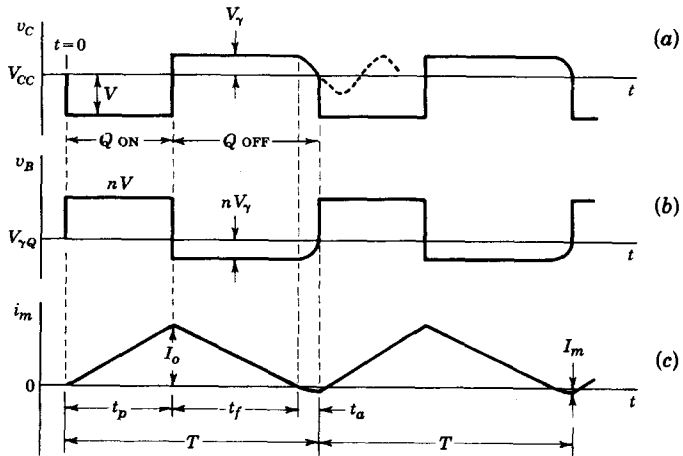 v_C
t = 0
V_γ
(a)
V_CC
V
t
Q ON
Q OFF
v_B
nV
nV_γ
(b)
V_γQ
t
i_m
I_o
I_m
(c)
0
t
t_p
t_f
t_a
T
T